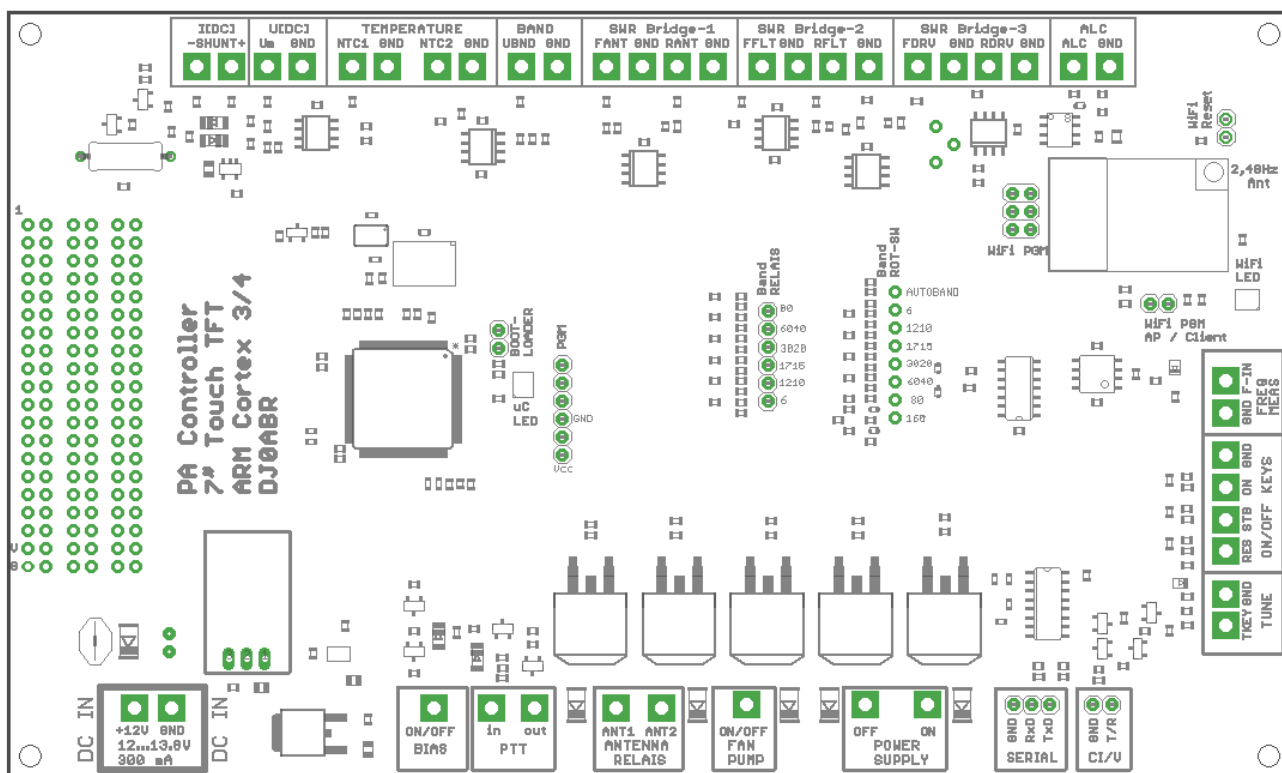 I[DC] U[DC] TEMPERATURE BAND SWR Bridge-1 SWR Bridge-2 SWR Bridge-3 ALC
-SHUNT+ Um GND NTC1 GND NTC2 GND UBND GND FANT GND RANT GND FFLT GND RFLT GND FDRV GND RDRV GND ALC GND
WiFi
Reset
2,4GHz
Ant
1
WiFi PGM
WiFi
LED
WiFi PGM
AP / Client
Band
RELAIS
80
6040
3020
1715
1210
6
Band
ROT-SW
AUTOBAND
6
1210
1715
3020
6040
80
160
BOOT-
LOADER
PGM
GND
VCC
*
uC
LED
PA Controller
7" Touch TFT
ARM Cortex 3/4
DJ0ABR
V
G
GND F-IN
FREQ
MEAS
RES STB ON GND
ON/OFF KEYS
TKEY GND
TUNE
DC IN
+12V GND
12...13.8V
300 mA
DC IN
ON/OFF
BIAS
in out
PTT
ANT1 ANT2
ANTENNA
RELAIS
ON/OFF
FAN
PUMP
OFF ON
POWER
SUPPLY
GND
RxD
TxD
SERIAL
GND
T/R
CI/V